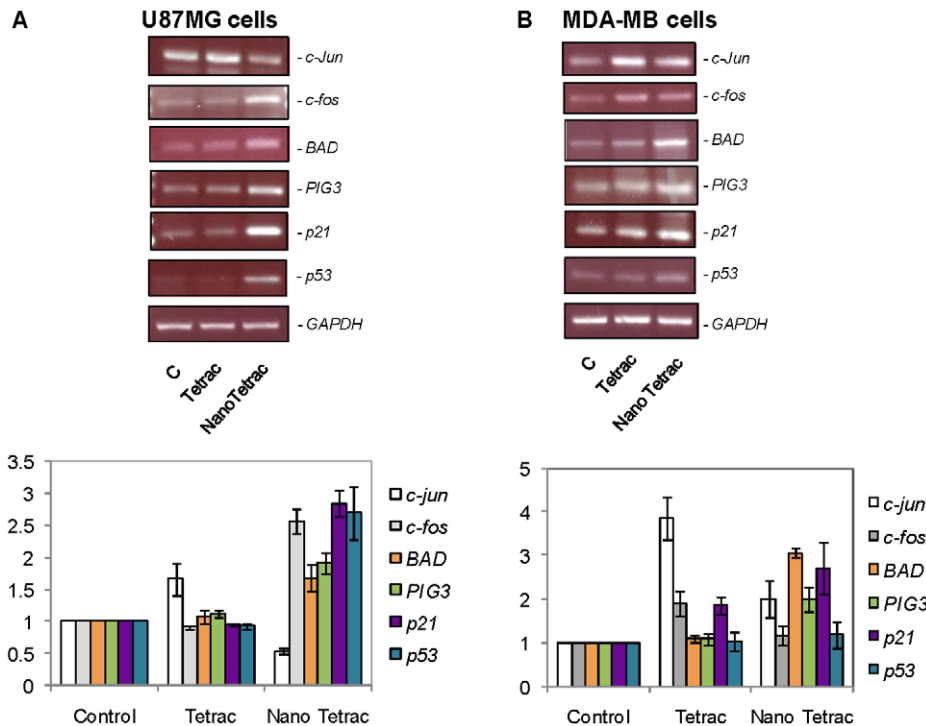 A U87MG cells
- c-Jun
- c-fos
- BAD
- PIG3
- p21
- p53
- GAPDH
C
Tetrac
NanoTetrac
3.5
3
2.5
2
1.5
1
0.5
0
Control Tetrac Nano Tetrac
c-jun
c-fos
BAD
PIG3
p21
p53
B MDA-MB cells
- c-Jun
- c-fos
- BAD
- PIG3
- p21
- p53
- GAPDH
C
Tetrac
NanoTetrac
5
4
3
2
1
0
Control Tetrac Nano Tetrac
c-jun
c-fos
BAD
PIG3
p21
p53